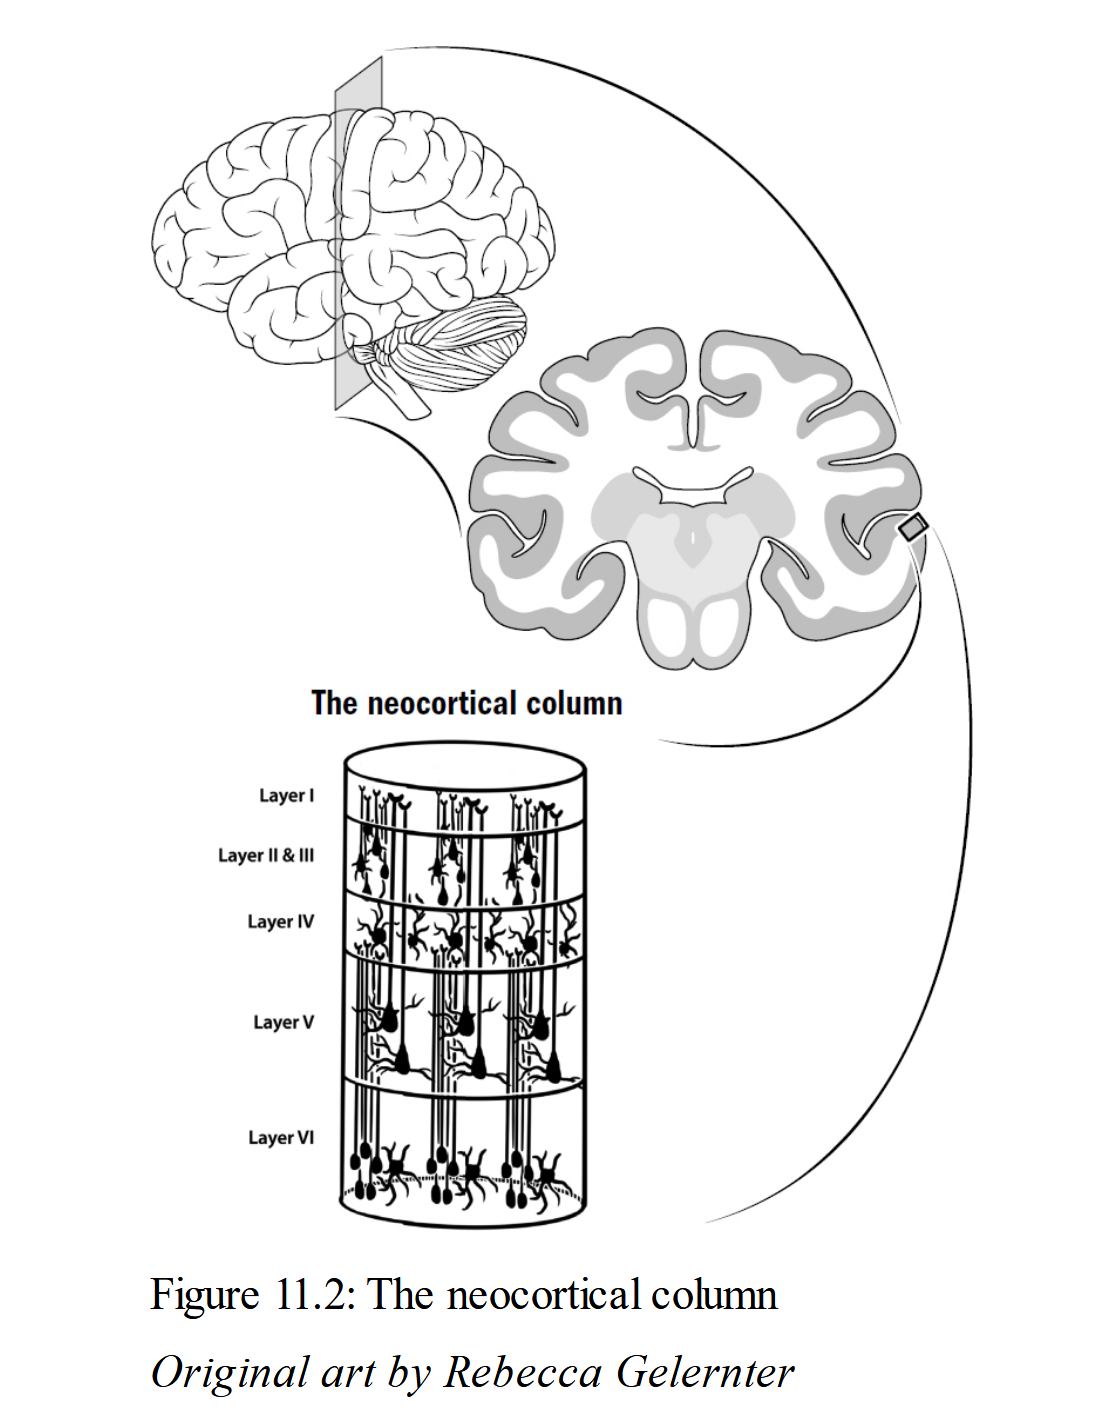 The neocortical column
Layer I
Layer II & III
Layer IV
Layer V
Layer VI
Figure 11.2: The neocortical column
Original art by Rebecca Gelernter